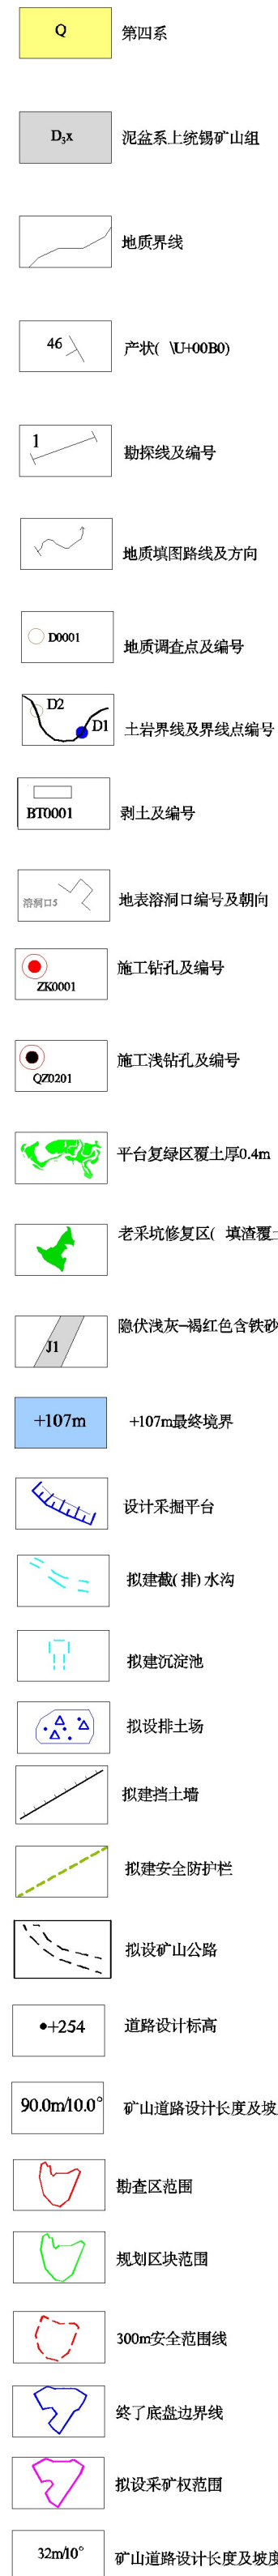 Q 第四系
D₃x 泥盆系上统锡矿山组
地质界线
46 产状( \U+00B0)
1 勘探线及编号
地质填图路线及方向
D0001 地质调查点及编号
D2 D1 土岩界线及界线点编号
BT0001 剥土及编号
溶洞口5 地表溶洞口编号及朝向
ZK0001 施工钻孔及编号
QZ0201 施工浅钻孔及编号
平台复绿区覆土厚0.4m
老采坑修复区( 填渣覆土
J1 隐伏浅灰-褐红色含铁砂
+107m +107m最终境界
设计采掘平台
拟建截(排)水沟
拟建沉淀池
拟设排土场
拟建挡土墙
拟建安全防护栏
拟设矿山公路
+254 道路设计标高
90.0m/10.0° 矿山道路设计长度及坡
勘查区范围
规划区块范围
300m安全范围线
终了底盘边界线
拟设采矿权范围
32m/10° 矿山道路设计长度及坡度